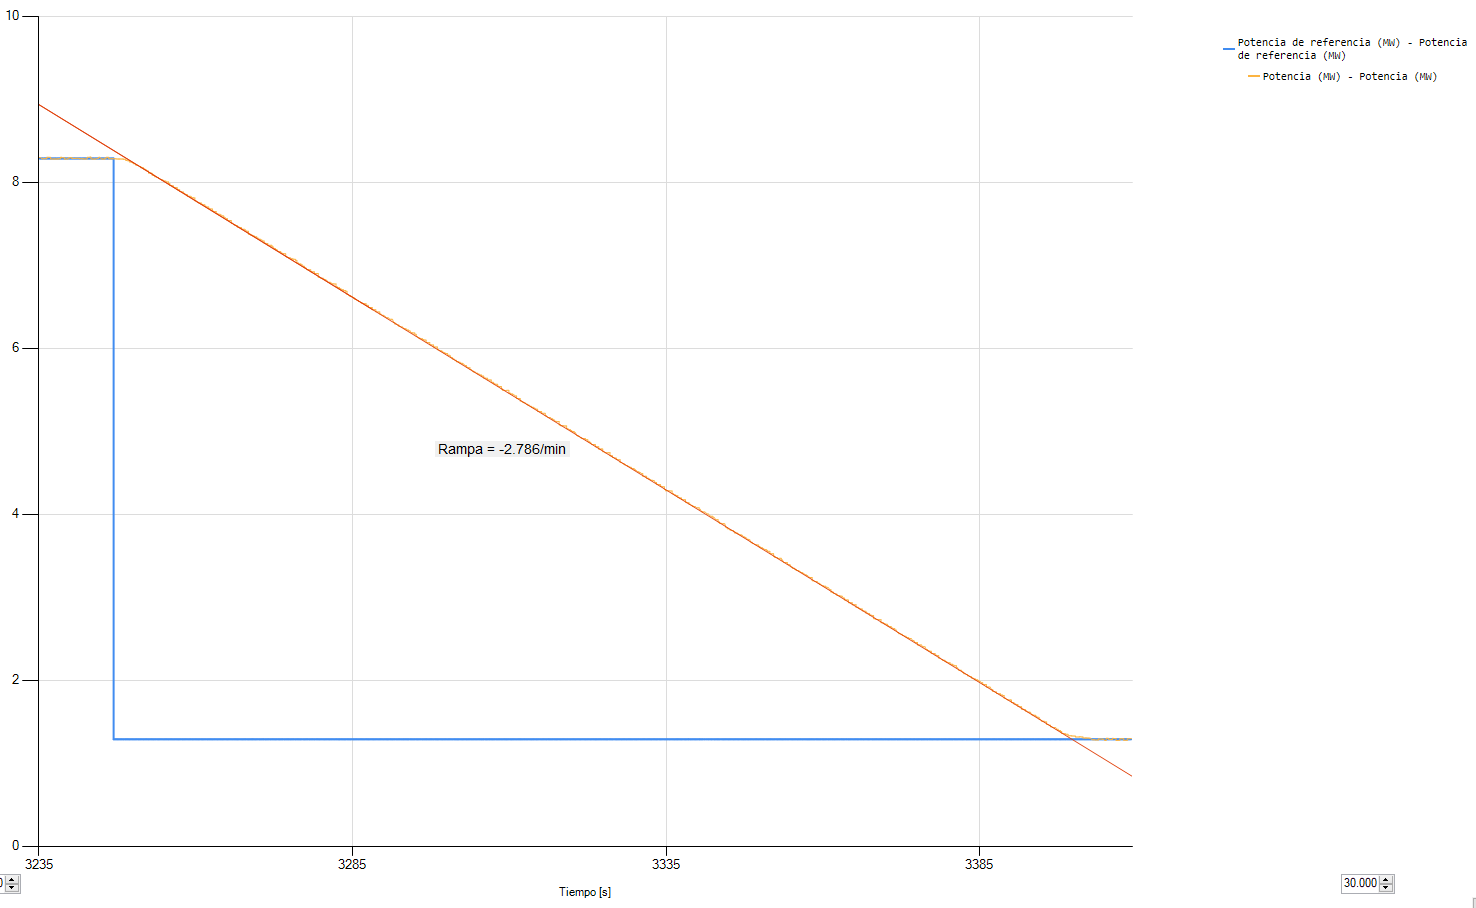 10
Potencia de referencia (MW) - Potencia
de referencia (MW)
Potencia (MW) - Potencia (MW)
8
6
Rampa = -2.786/min
4
2
0
3235
3285
3335
3385
30.000
Tiempo [s]